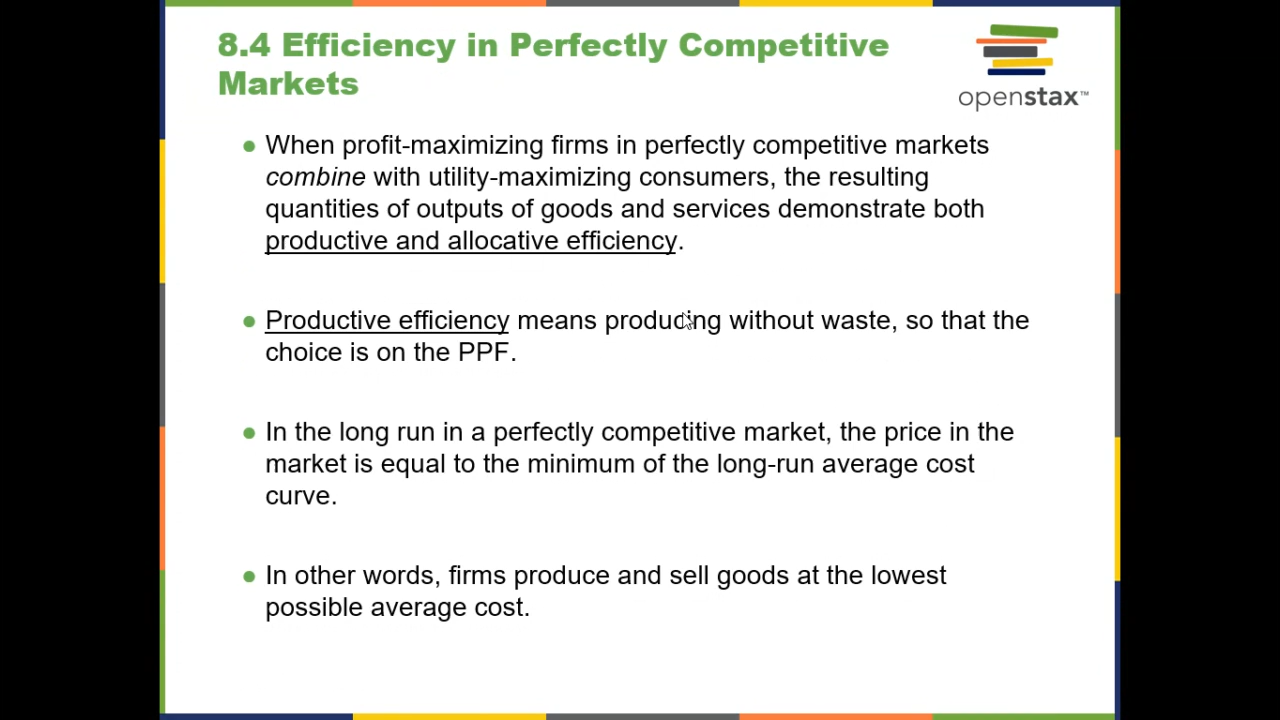 8.4 Efficiency in Perfectly Competitive
Markets
openstax™
● When profit-maximizing firms in perfectly competitive markets
combine with utility-maximizing consumers, the resulting
quantities of outputs of goods and services demonstrate both
productive and allocative efficiency.
● Productive efficiency means producing without waste, so that the
choice is on the PPF.
● In the long run in a perfectly competitive market, the price in the
market is equal to the minimum of the long-run average cost
curve.
● In other words, firms produce and sell goods at the lowest
possible average cost.